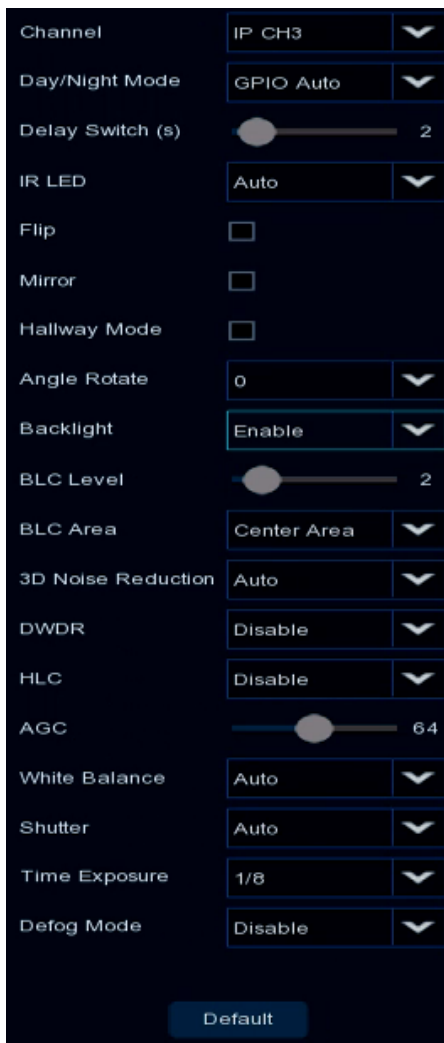 Channel IP CH3
Day/Night Mode GPIO Auto
Delay Switch (s) 2
IR LED Auto
Flip
Mirror
Hallway Mode
Angle Rotate 0
Backlight Enable
BLC Level 2
BLC Area Center Area
3D Noise Reduction Auto
DWDR Disable
HLC Disable
AGC 64
White Balance Auto
Shutter Auto
Time Exposure 1/8
Defog Mode Disable
Default